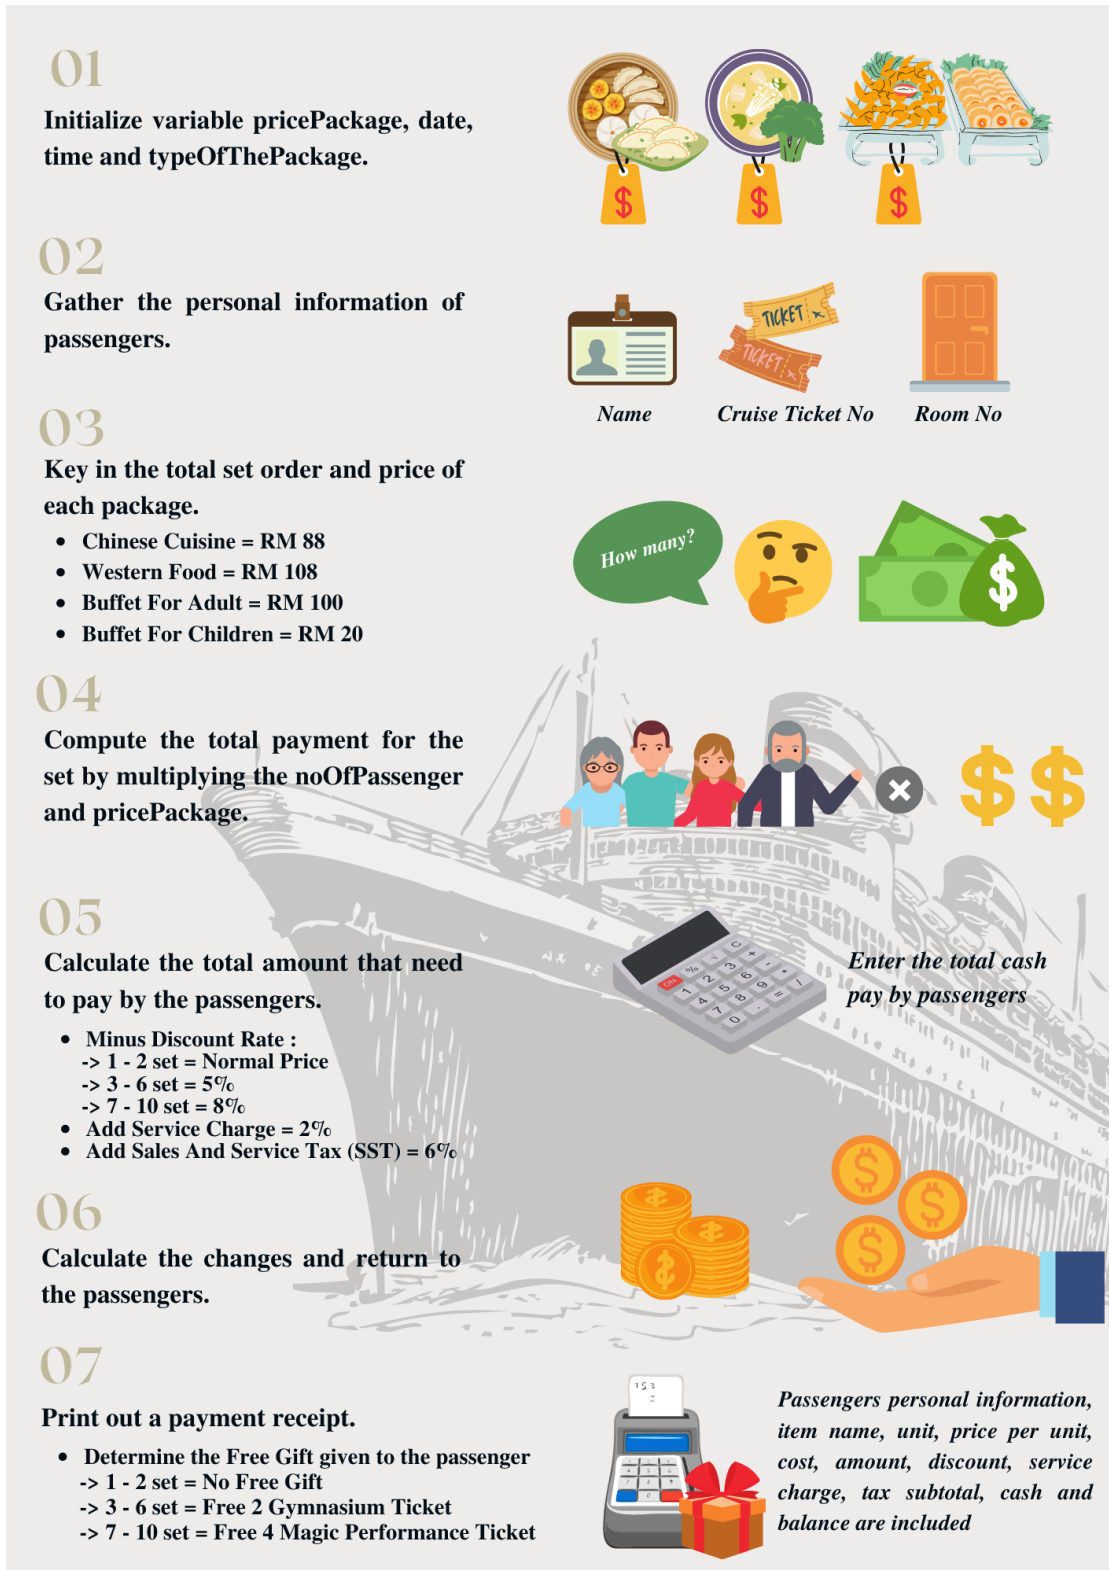 01
Initialize variable pricePackage, date,
time and typeOfThePackage.
$ $ $
02
Gather the personal information of
passengers.
TICKET
TICKET
Name Cruise Ticket No Room No
03
Key in the total set order and price of
each package.
• Chinese Cuisine = RM 88
• Western Food = RM 108
• Buffet For Adult = RM 100
• Buffet For Children = RM 20
How many?
$
04
Compute the total payment for the
set by multiplying the noOfPassenger
and pricePackage.
$ $
05
Calculate the total amount that need
to pay by the passengers.
• Minus Discount Rate :
-> 1 - 2 set = Normal Price
-> 3 - 6 set = 5%
-> 7 - 10 set = 8%
• Add Service Charge = 2%
• Add Sales And Service Tax (SST) = 6%
Enter the total cash
pay by passengers
06
Calculate the changes and return to
the passengers.
07
Print out a payment receipt.
• Determine the Free Gift given to the passenger
-> 1 - 2 set = No Free Gift
-> 3 - 6 set = Free 2 Gymnasium Ticket
-> 7 - 10 set = Free 4 Magic Performance Ticket
Passengers personal information,
item name, unit, price per unit,
cost, amount, discount, service
charge, tax subtotal, cash and
balance are included